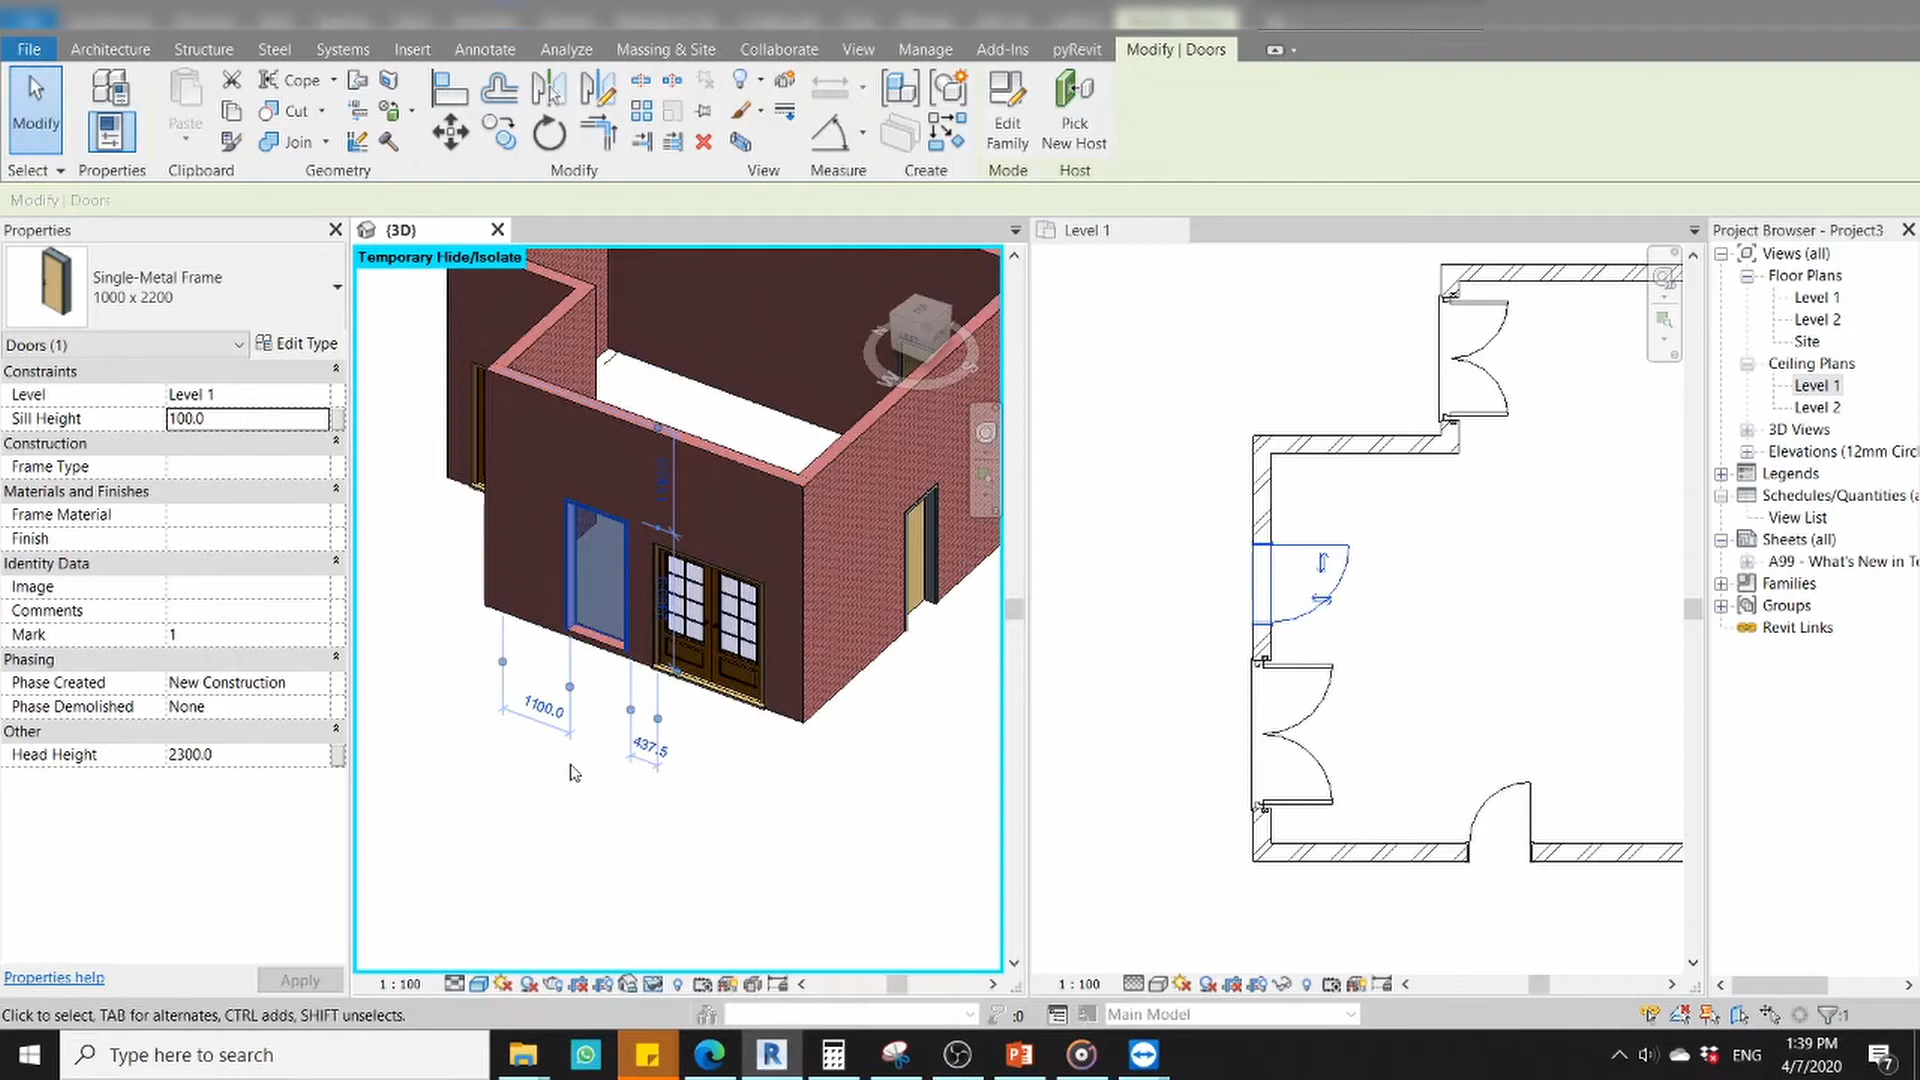 File Architecture Structure Steel Systems Insert Annotate Analyze Massing & Site Collaborate View Manage Add-Ins pyRevit Modify | Doors
Modify
Paste
Cope
Cut
Join
Edit Family
Pick New Host
Select Properties Clipboard Geometry Modify View Measure Create Mode Host
Modify | Doors
Properties
Single-Metal Frame
1000 x 2200
Doors (1)
Edit Type
Constraints
Level Level 1
Sill Height 100.0
Construction
Frame Type
Materials and Finishes
Frame Material
Finish
Identity Data
Image
Comments
Mark 1
Phasing
Phase Created New Construction
Phase Demolished None
Other
Head Height 2300.0
Properties help
Apply
{3D}
Temporary Hide/Isolate
1100.0
437.5
1 : 100
Level 1
1 : 100
Project Browser - Project3
Views (all)
Floor Plans
Level 1
Level 2
Site
Ceiling Plans
Level 1
Level 2
3D Views
Elevations (12mm Circl
Legends
Schedules/Quantities (a
View List
Sheets (all)
A99 - What's New in Te
Families
Groups
Revit Links
Click to select, TAB for alternates, CTRL adds, SHIFT unselects.
:0
Main Model
:1
Type here to search
ENG
1:39 PM
4/7/2020
7